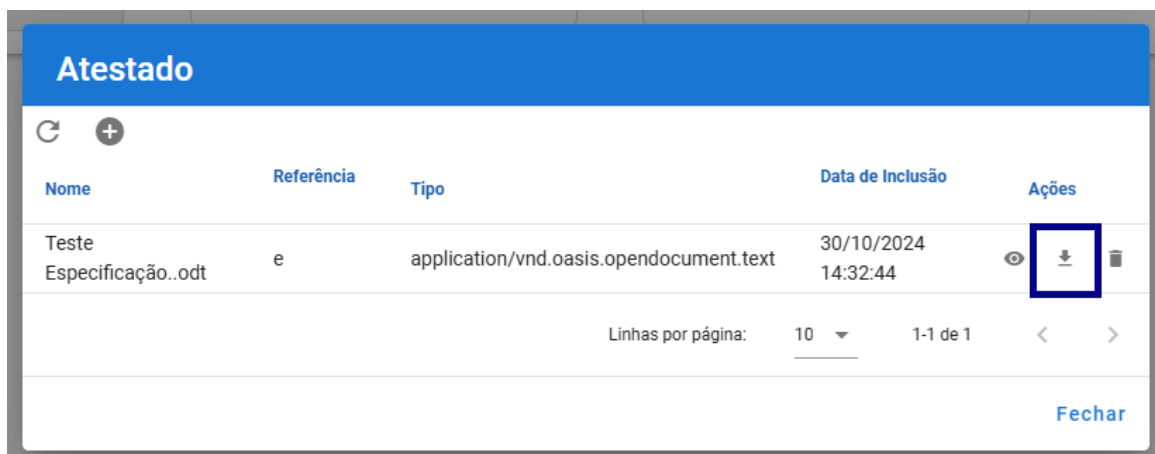 Atestado
Nome Referência Tipo Data de Inclusão Ações
Teste
Especificação..odt
e
application/vnd.oasis.opendocument.text
30/10/2024
14:32:44
Linhas por página: 10 1-1 de 1
Fechar